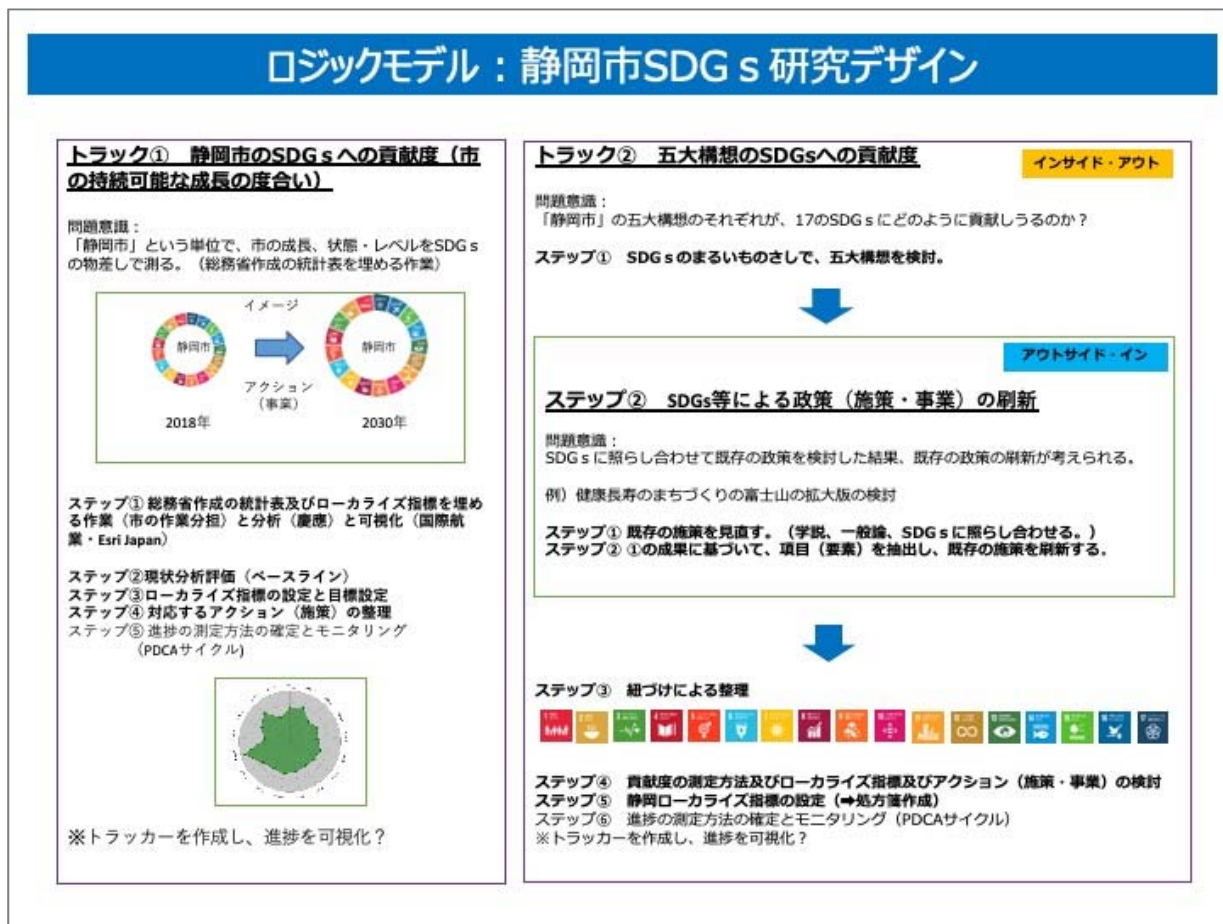 ロジックモデル：静岡市SDGｓ研究デザイン
トラック①　静岡市のSDGｓへの貢献度（市
の持続可能な成長の度合い）
問題意識：
「静岡市」という単位で、市の成長、状態・レベルをSDGｓ
の物差しで測る。（総務省作成の統計表を埋める作業）
イメージ
静岡市
静岡市
アクション
（事業）
2018年
2030年
ステップ① 総務省作成の統計表及びローカライズ指標を埋め
る作業（市の作業分担）と分析（慶應）と可視化（国際航
業・Esri Japan）
ステップ②現状分析評価（ベースライン）
ステップ③ローカライズ指標の設定と目標設定
ステップ④ 対応するアクション（施策）の整理
ステップ⑤ 進捗の測定方法の確定とモニタリング
（PDCAサイクル)
※トラッカーを作成し、進捗を可視化？
トラック②　五大構想のSDGsへの貢献度
インサイド・アウト
問題意識：
「静岡市」の五大構想のそれぞれが、17のSDGｓにどのように貢献しうるのか？
ステップ①　SDGｓのまるいものさしで、五大構想を検討。
アウトサイド・イン
ステップ②　SDGs等による政策（施策・事業）の刷新
問題意識：
SDGｓに照らし合わせて既存の政策を検討した結果、既存の政策の刷新が考えられる。
例）健康長寿のまちづくりの富士山の拡大版の検討
ステップ① 既存の施策を見直す。（学説、一般論、SDGｓに照らし合わせる。）
ステップ② ①の成果に基づいて、項目（要素）を抽出し、既存の施策を刷新する。
ステップ③　紐づけによる整理
ステップ④　貢献度の測定方法及びローカライズ指標及びアクション（施策・事業）の検討
ステップ⑤　静岡ローカライズ指標の設定（➡処方箋作成）
ステップ⑥　進捗の測定方法の確定とモニタリング（PDCAサイクル）
※トラッカーを作成し、進捗を可視化？